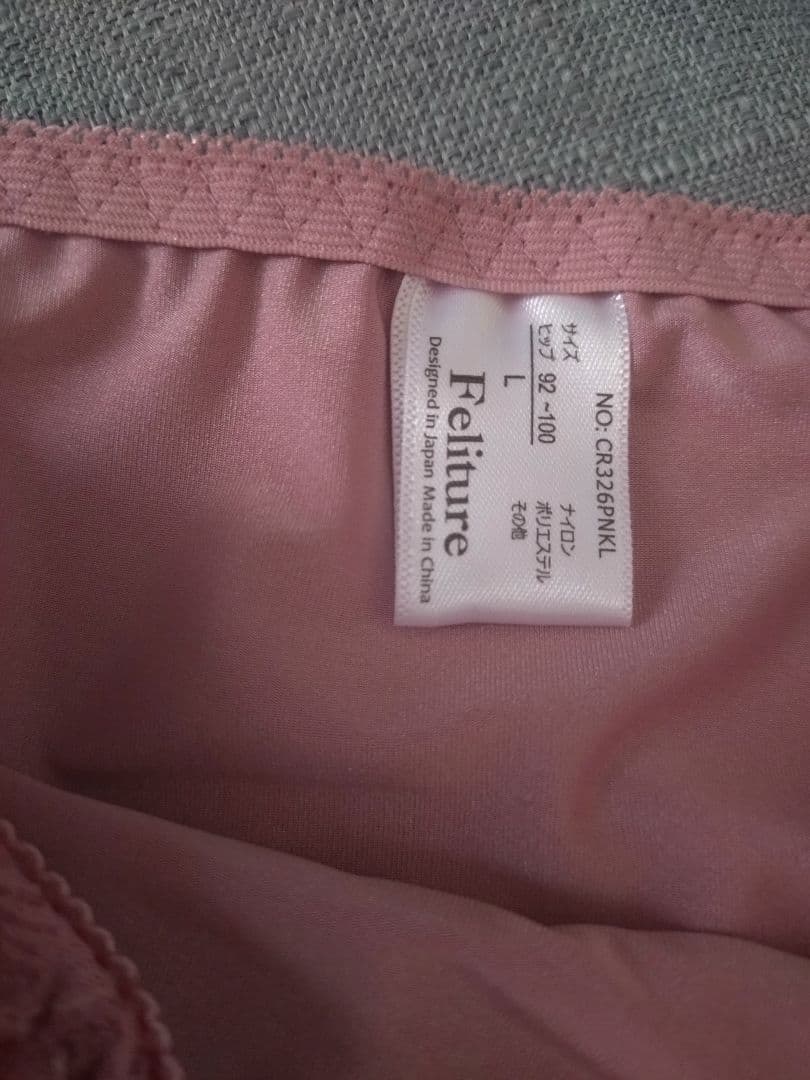 NO: CR326PNKL
サイズ
ヒップ 92 ~100
L
ナイロン
ポリエステル
その他
Feliture
Designed in Japan Made in China